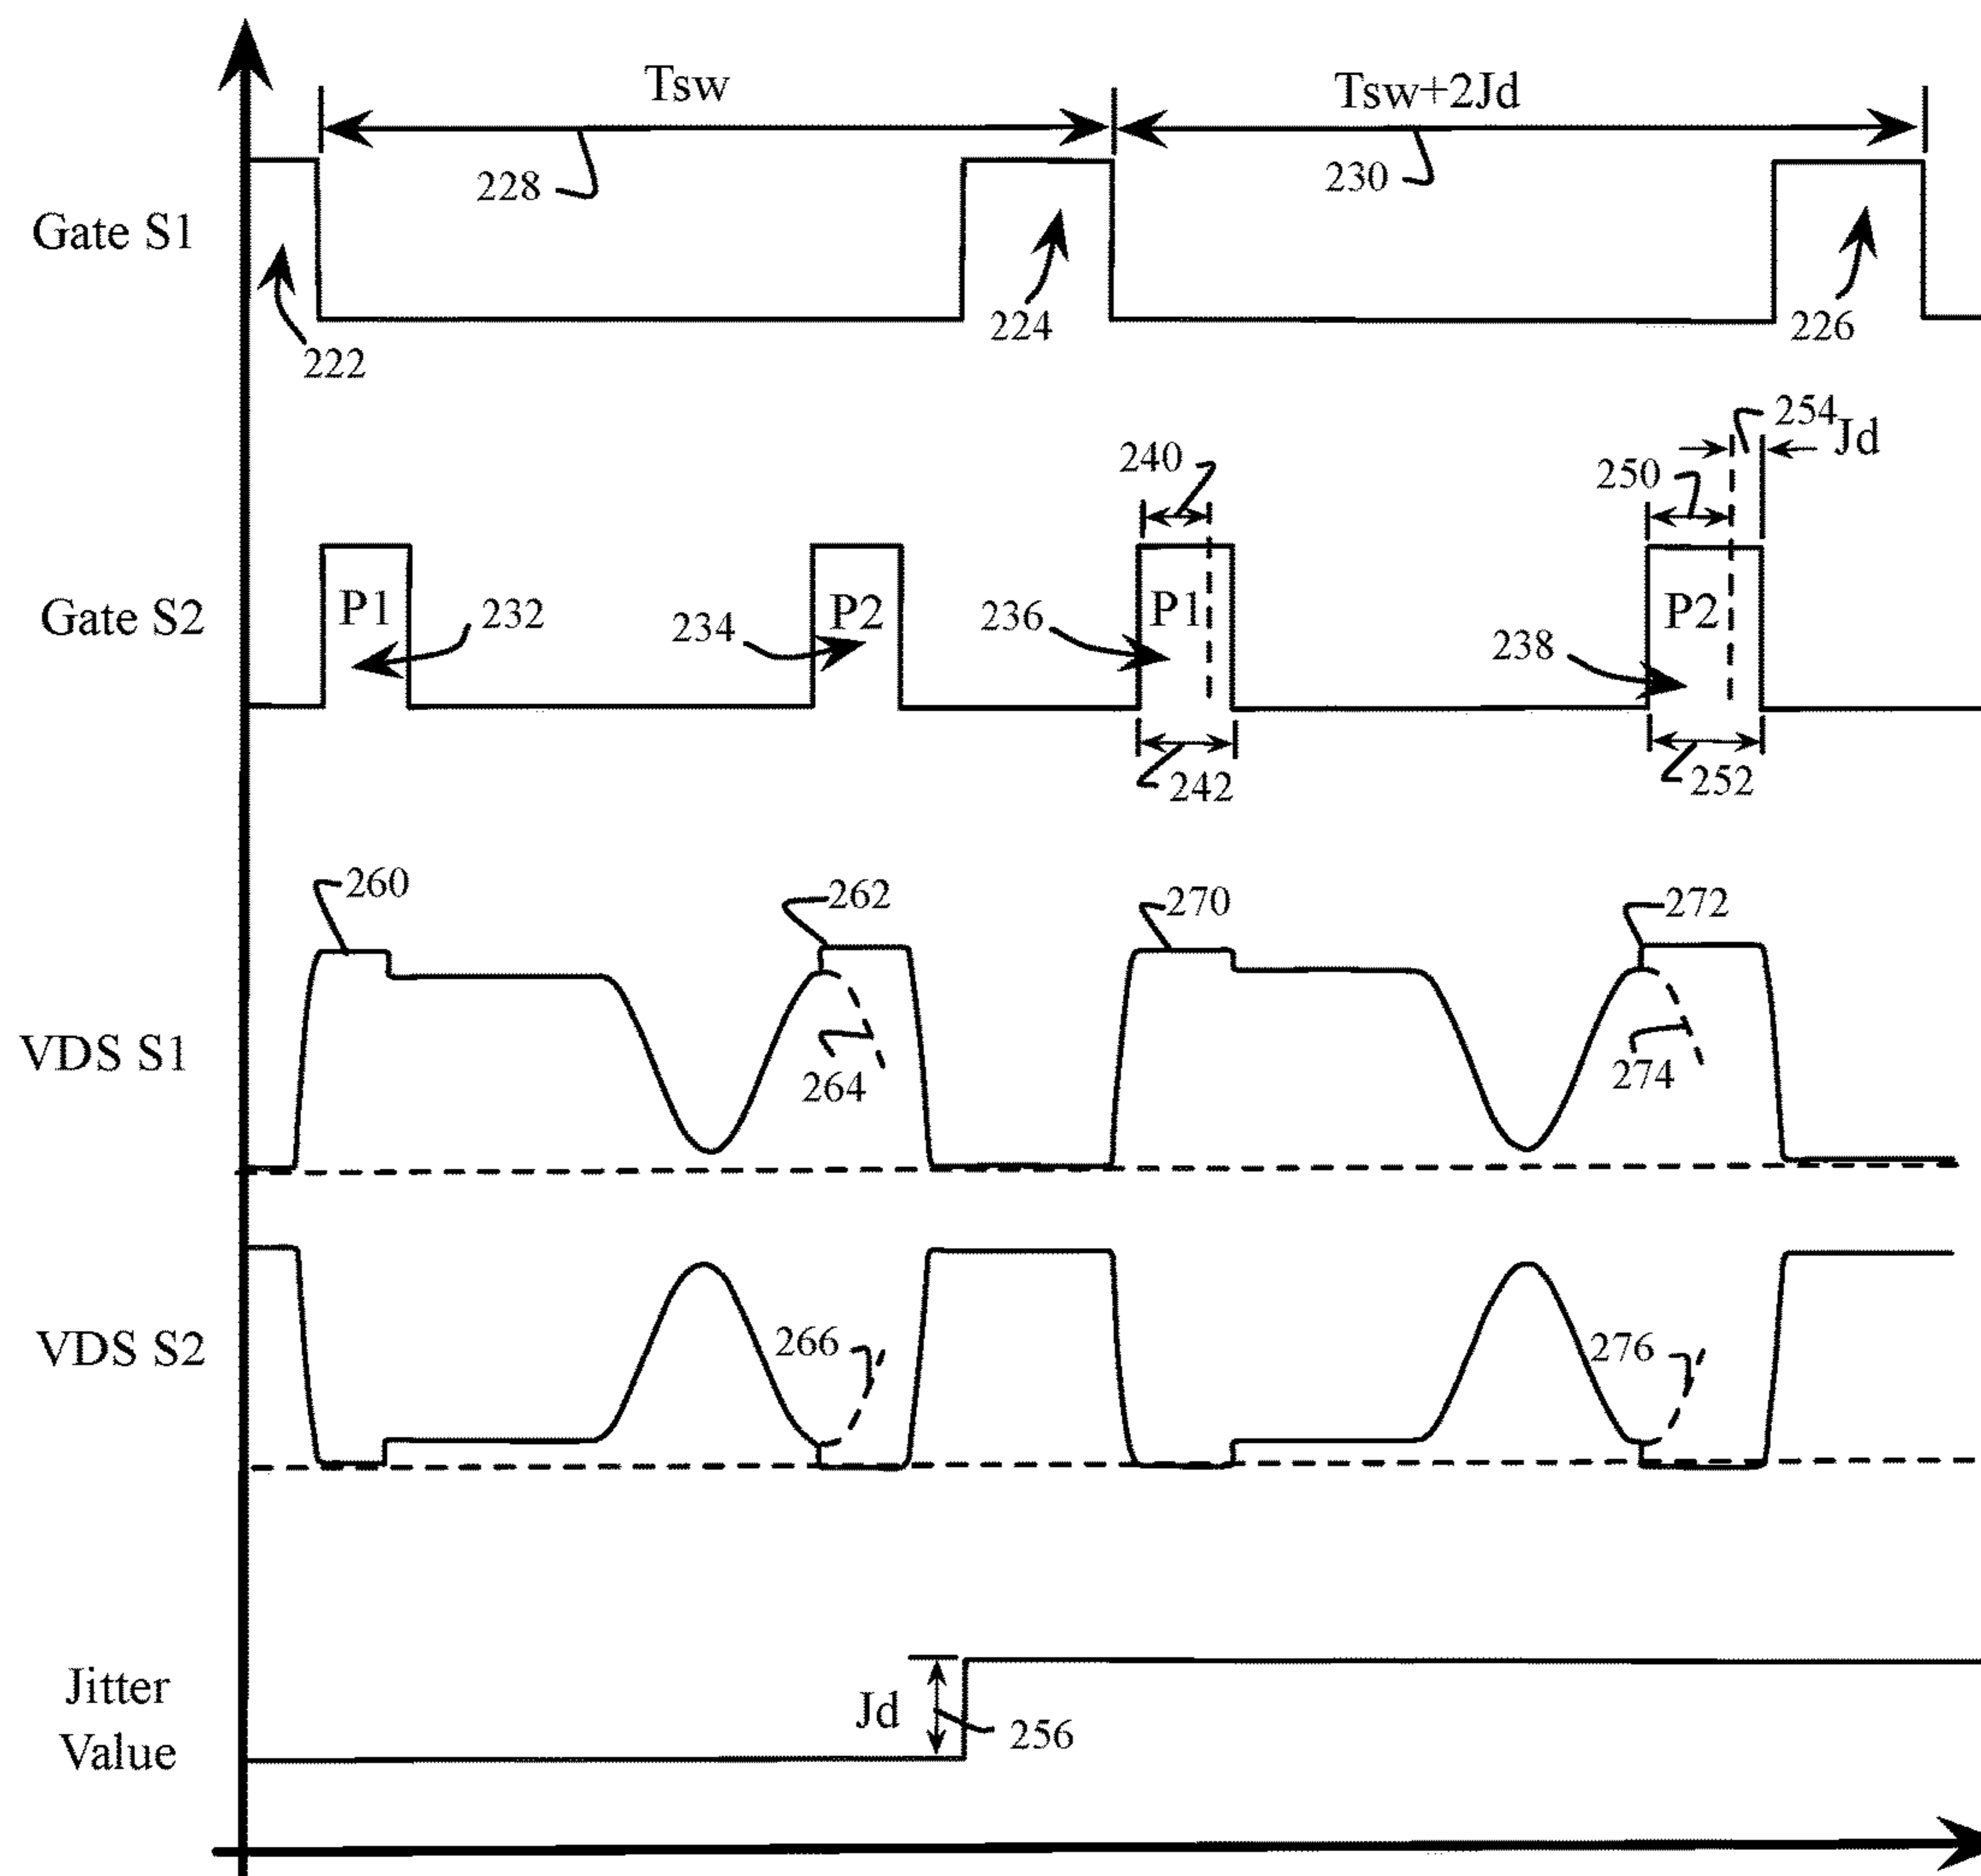 Tsw
Tsw+2Jd
228
230
Gate S1
222
224
226
254
Jd
240
250
Gate S2
P1
232
234
P2
236
P1
238
P2
242
252
260
262
270
272
VDS S1
264
274
VDS S2
266
276
Jitter
Value
Jd
256